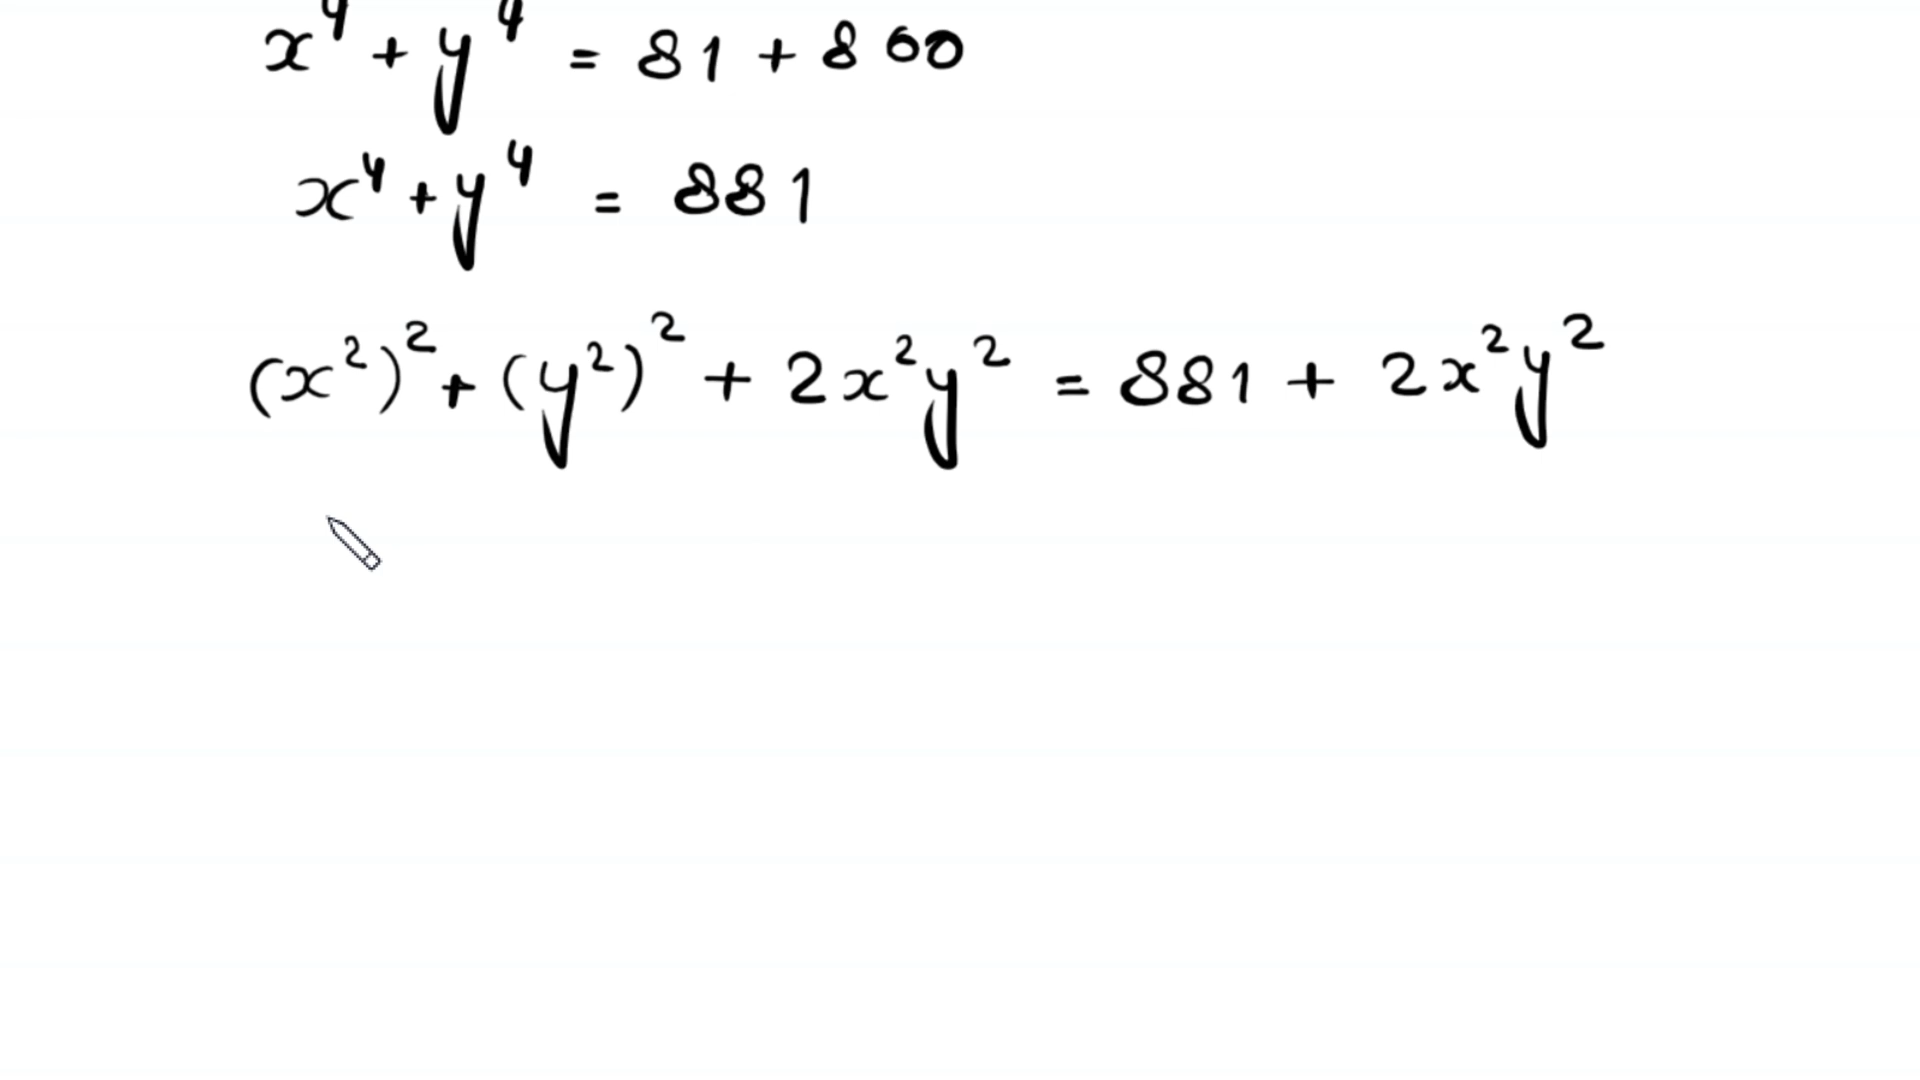 x⁴ + y⁴ = 81 + 800
x⁴ + y⁴ = 881
(x²)² + (y²)² + 2x²y² = 881 + 2x²y²